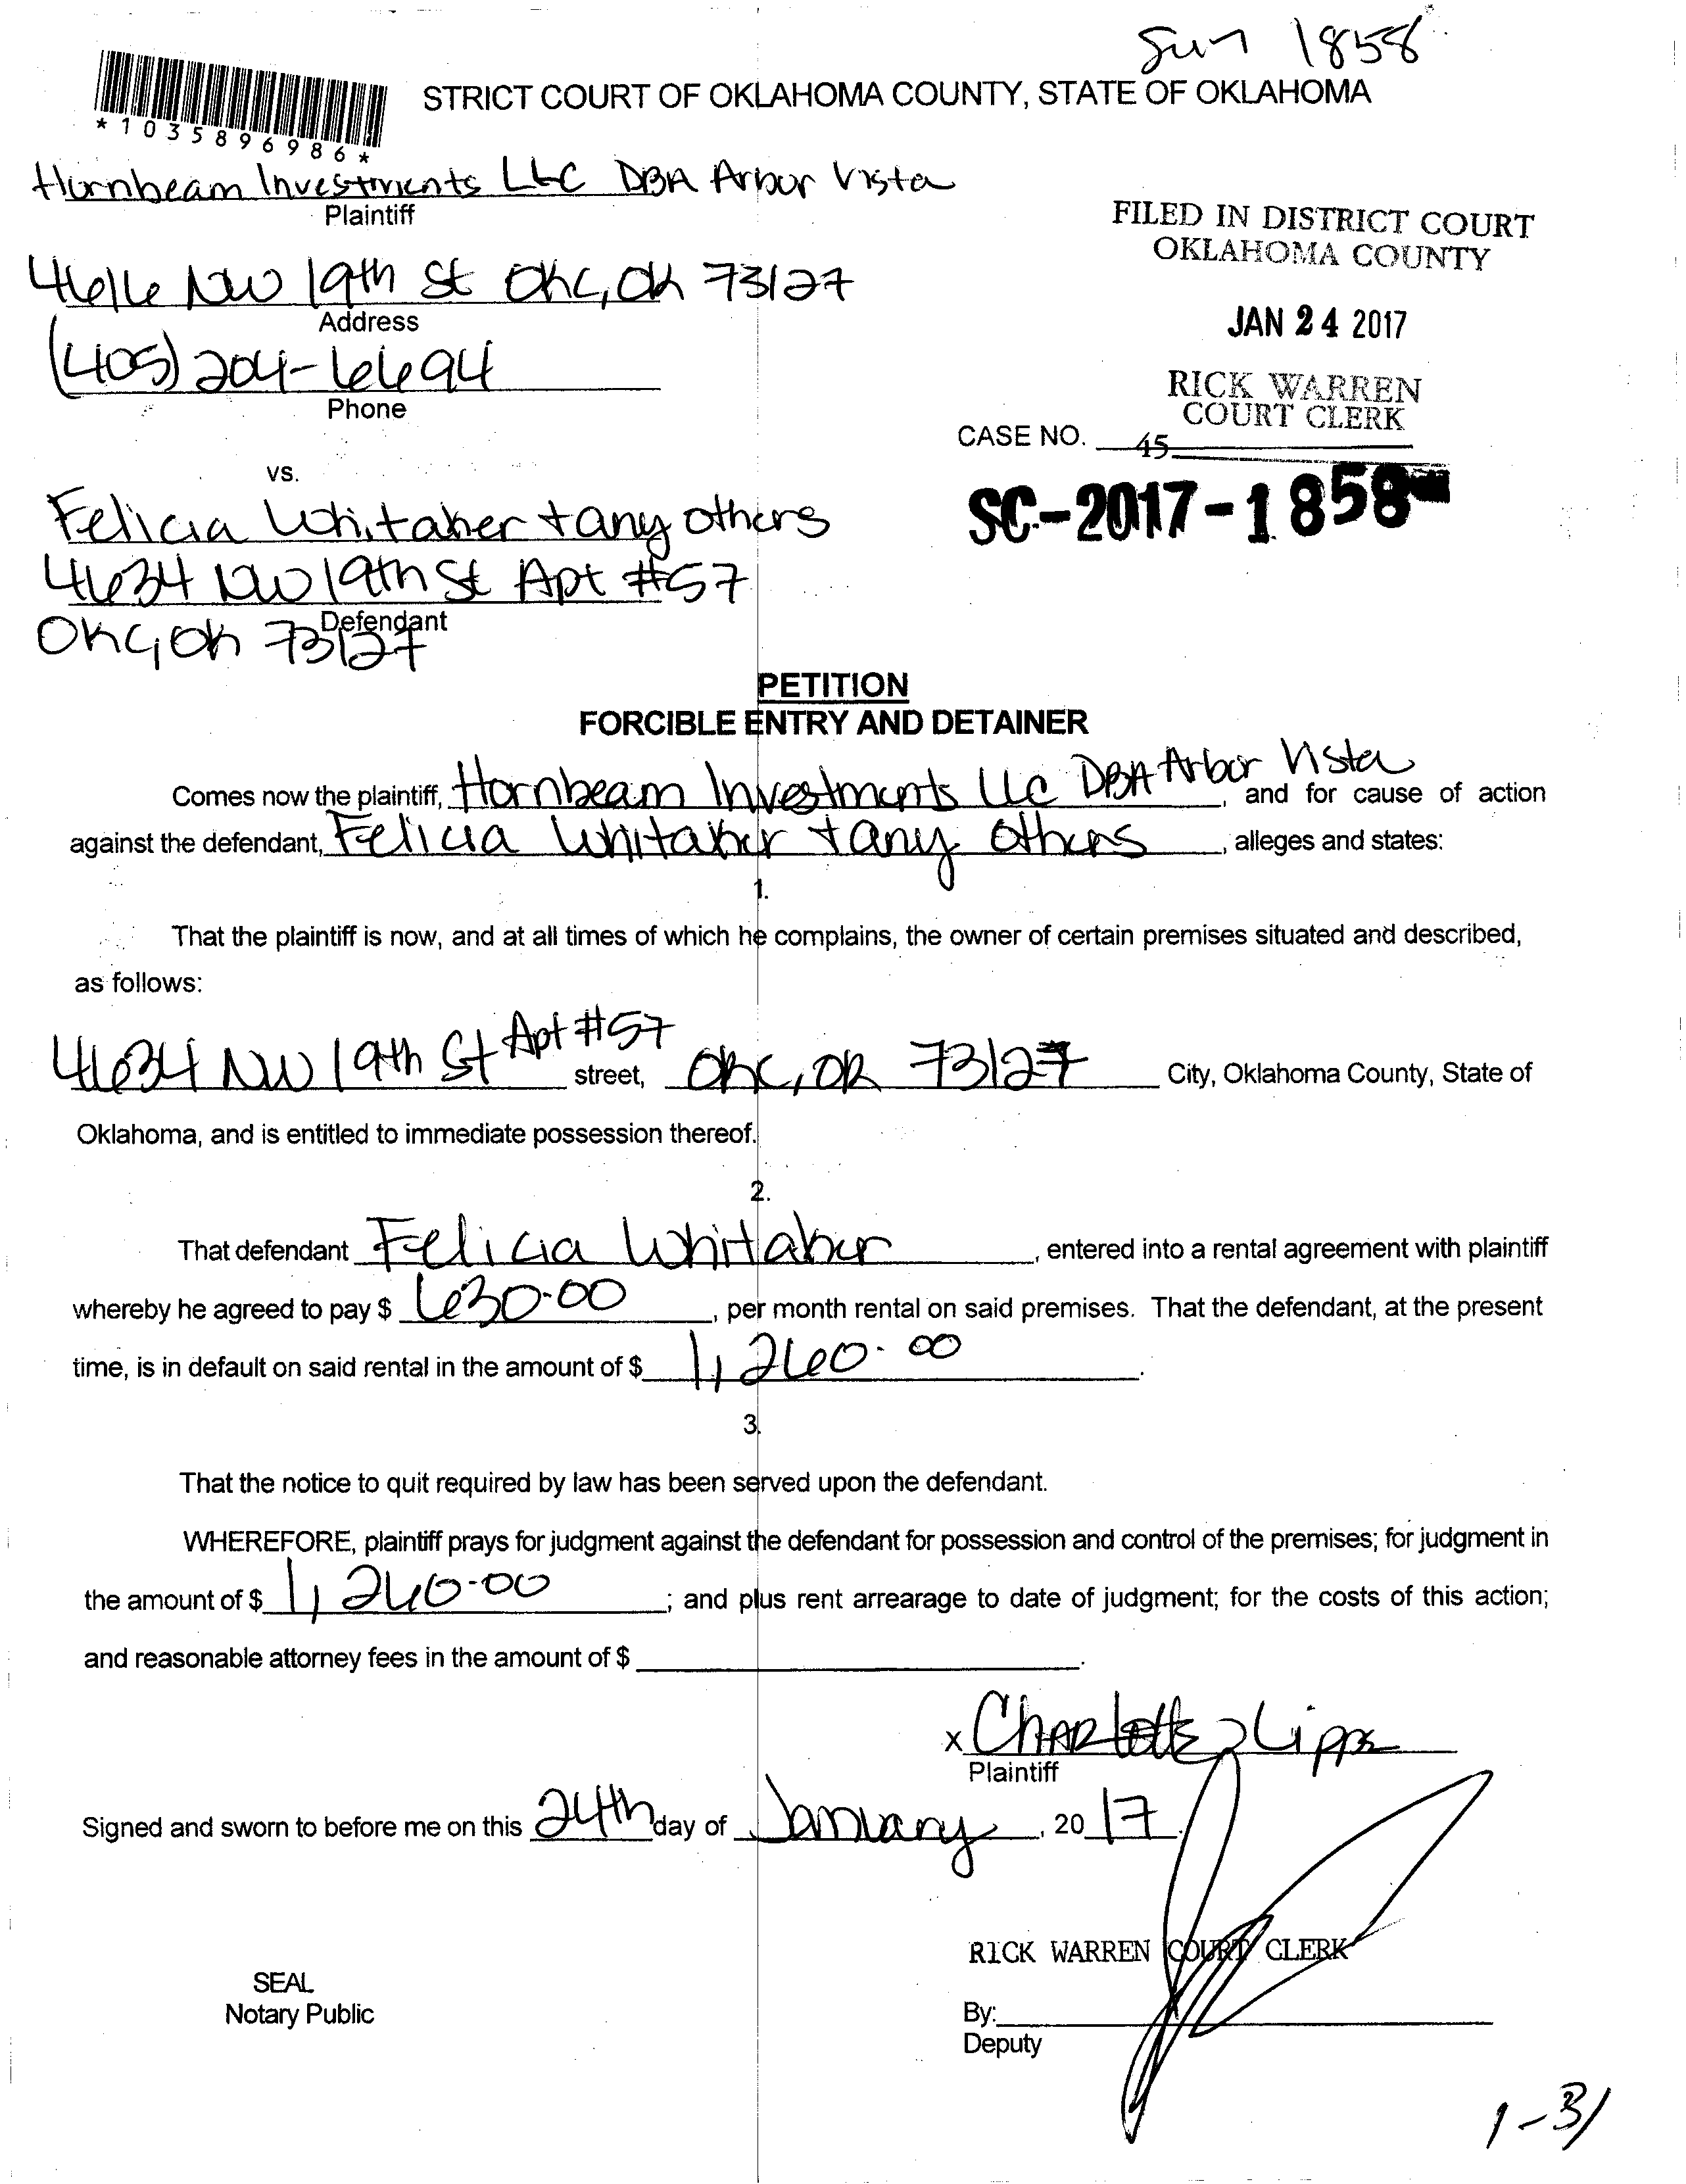 Sum 1858
STRICT COURT OF OKLAHOMA COUNTY, STATE OF OKLAHOMA
*1035896986*
Hornbeam Investments LLC DBA Arbor Vista
Plaintiff
FILED IN DISTRICT COURT
OKLAHOMA COUNTY
4616 NW 19th St OKC, OK 73127
Address
JAN 24 2017
(405) 204-6694
Phone
RICK WARREN
COURT CLERK
CASE NO. 45
vs.
SC-2017-1858
Felicia Whitaker + any others
4634 NW 19th St Apt #57
Defendant
OKC, OK 73127
PETITION
FORCIBLE ENTRY AND DETAINER
Comes now the plaintiff, Hornbeam Investments LLC DBA Arbor Vista, and for cause of action
against the defendant, Felicia Whitaker + any others, alleges and states:
1.
That the plaintiff is now, and at all times of which he complains, the owner of certain premises situated and described,
as follows:
4634 NW 19th St Apt #57 street, OKC, OK 73127 City, Oklahoma County, State of
Oklahoma, and is entitled to immediate possession thereof.
2.
That defendant Felicia Whitaker, entered into a rental agreement with plaintiff
whereby he agreed to pay $ 630.00, per month rental on said premises. That the defendant, at the present
time, is in default on said rental in the amount of $ 1,260.00.
3.
That the notice to quit required by law has been served upon the defendant.
WHEREFORE, plaintiff prays for judgment against the defendant for possession and control of the premises; for judgment in
the amount of $ 1,260.00; and plus rent arrearage to date of judgment; for the costs of this action;
and reasonable attorney fees in the amount of $ .
x Charlotte Lipps
Plaintiff
Signed and sworn to before me on this 24th day of January, 2017.
RICK WARREN COURT CLERK
SEAL
Notary Public
By:
Deputy
1-31